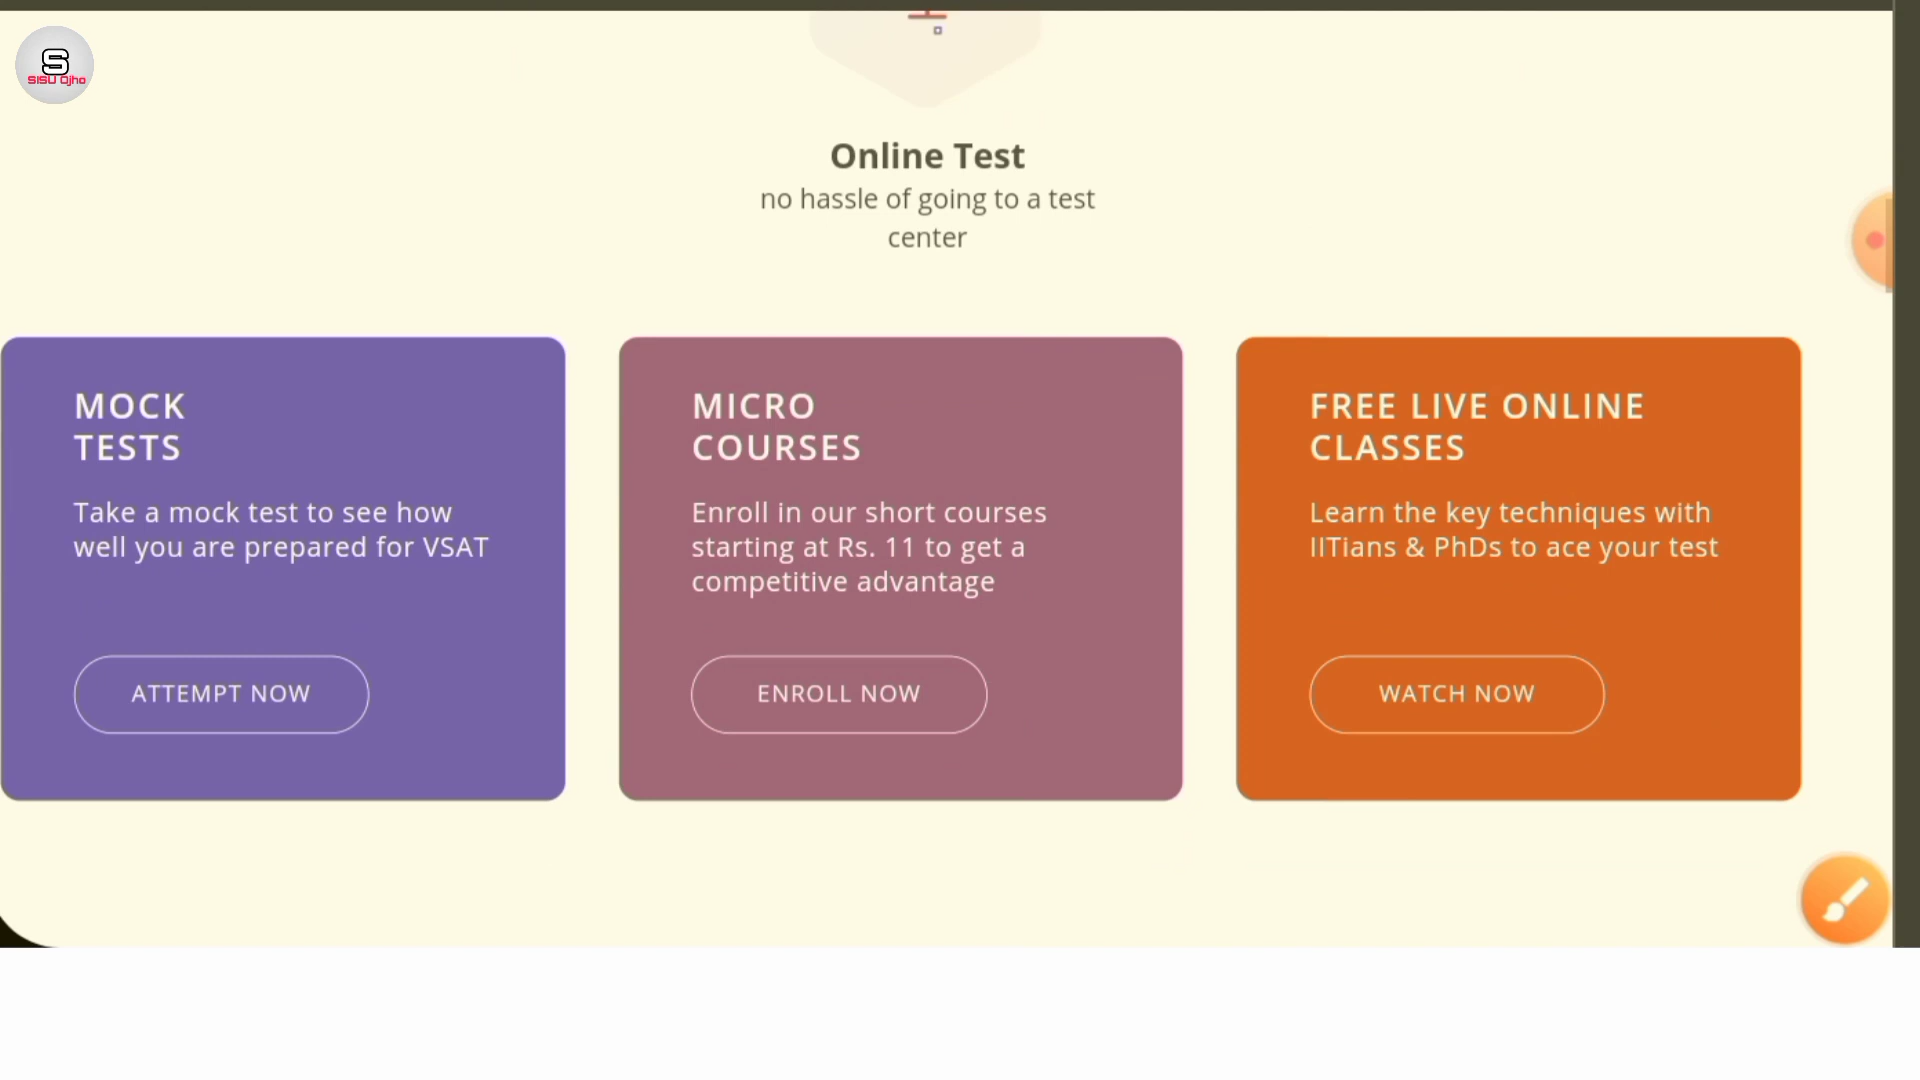 S
SISU Ojha
Online Test
no hassle of going to a test
center
MOCK
TESTS
Take a mock test to see how
well you are prepared for VSAT
ATTEMPT NOW
MICRO
COURSES
Enroll in our short courses
starting at Rs. 11 to get a
competitive advantage
ENROLL NOW
FREE LIVE ONLINE
CLASSES
Learn the key techniques with
IITians & PhDs to ace your test
WATCH NOW